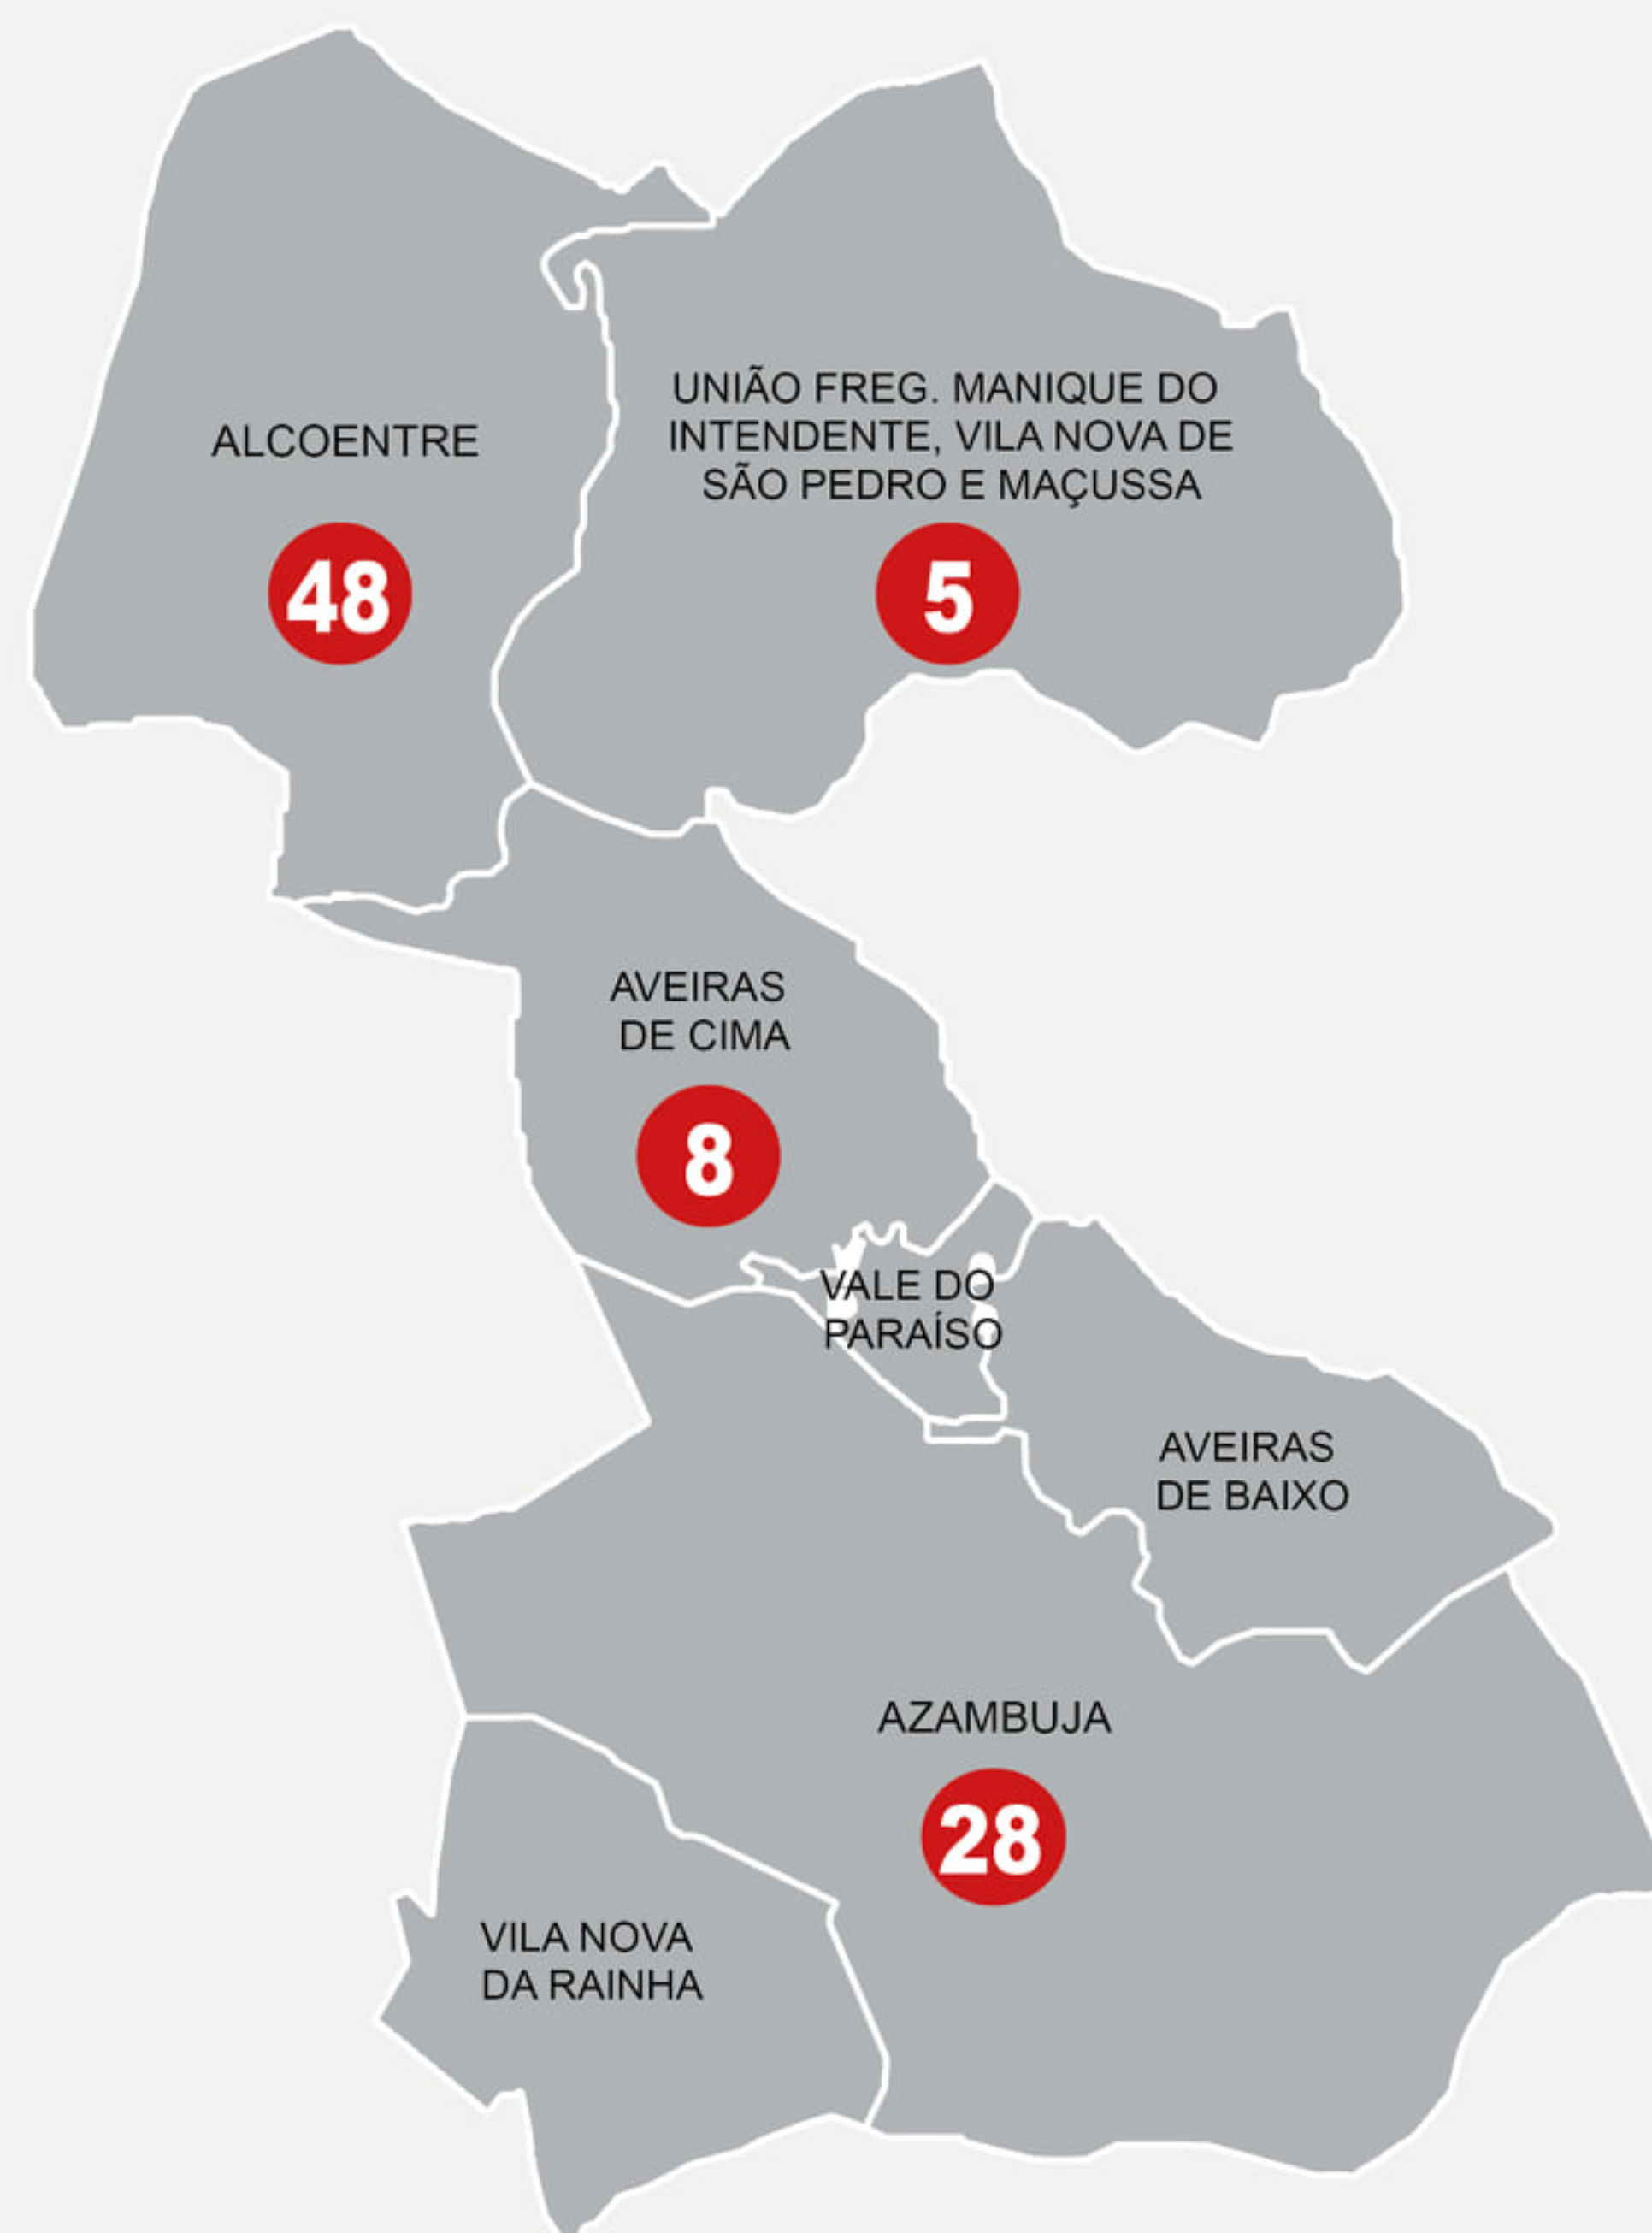 ALCOENTRE
48
UNIÃO FREG. MANIQUE DO
INTENDENTE, VILA NOVA DE
SÃO PEDRO E MAÇUSSA
5
AVEIRAS
DE CIMA
8
VALE DO
PARAÍSO
AVEIRAS
DE BAIXO
AZAMBUJA
28
VILA NOVA
DA RAINHA